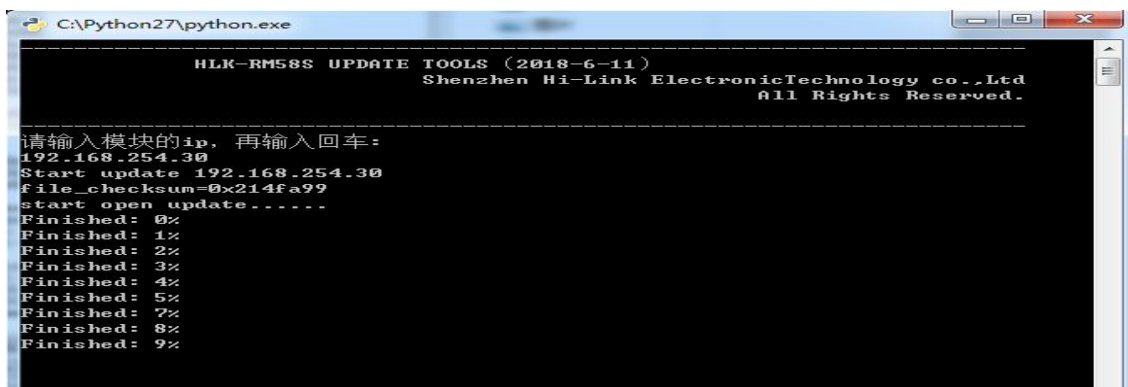 C:\Python27\python.exe
HLK-RM58S UPDATE TOOLS (2018-6-11)
Shenzhen Hi-Link ElectronicTechnology co.,Ltd
All Rights Reserved.
请输入模块的ip, 再输入回车:
192.168.254.30
Start update 192.168.254.30
file_checksum=0x214fa99
start open update......
Finished: 0%
Finished: 1%
Finished: 2%
Finished: 3%
Finished: 4%
Finished: 5%
Finished: 7%
Finished: 8%
Finished: 9%